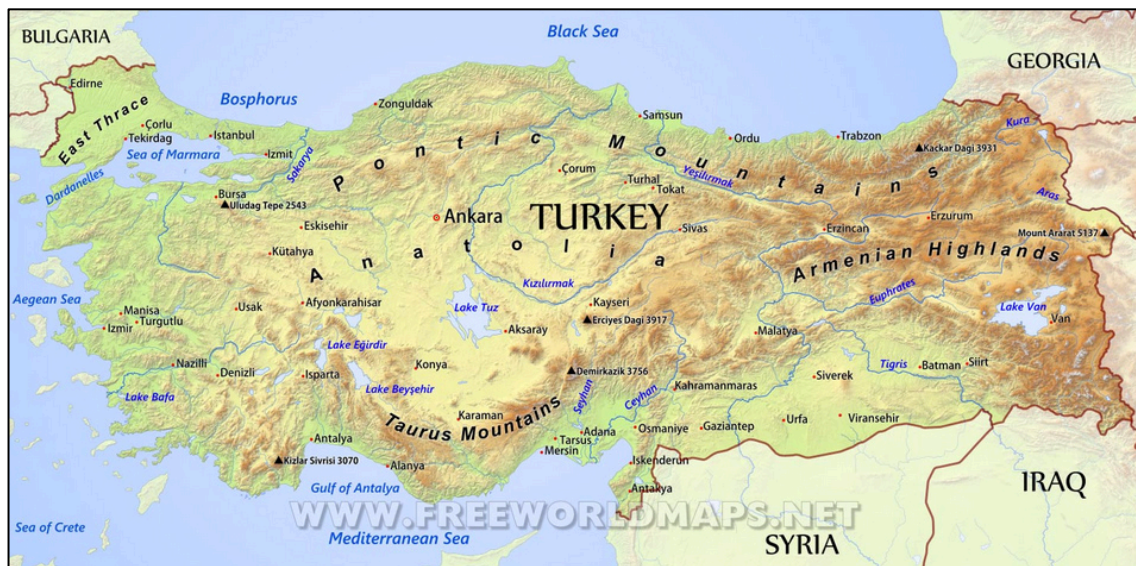 BULGARIA
Black Sea
GEORGIA
Edirne
Bosphorus
Zonguldak
East Thrace
Çorlu
Tekirdag
Istanbul
Samsun
Ordu
Trabzon
Kura
Sea of Marmara
Izmit
Sakarya
Pontic Mountains
Kackar Dagi 3931
Dardanelles
Çorum
Turhal
Tokat
Yeşilırmak
Aras
Bursa
Uludag Tepe 2543
Ankara
TURKEY
Eskisehir
Sivas
Erzincan
Erzurum
Mount Ararat 5137
Kütahya
Anatolia
Armenian Highlands
Kızılırmak
Euphrates
Aegean Sea
Manisa
Usak
Afyonkarahisar
Lake Tuz
Kayseri
Lake Van
Izmir
Turgutlu
Erciyes Dagi 3917
Van
Aksaray
Malatya
Lake Eğirdir
Nazilli
Denizli
Isparta
Konya
Demirkazik 3756
Tigris
Batman
Siirt
Siverek
Lake Beyşehir
Seyhan
Ceyhan
Kahramanmaras
Lake Bafa
Karaman
Taurus Mountains
Osmaniye
Gaziantep
Urfa
Viransehir
Antalya
Adana
Tarsus
Mersin
Kizlar Sivrisi 3070
Alanya
Iskenderun
Gulf of Antalya
Antakya
IRAQ
WWW.FREEWORLDMAPS.NET
Sea of Crete
Mediterranean Sea
SYRIA